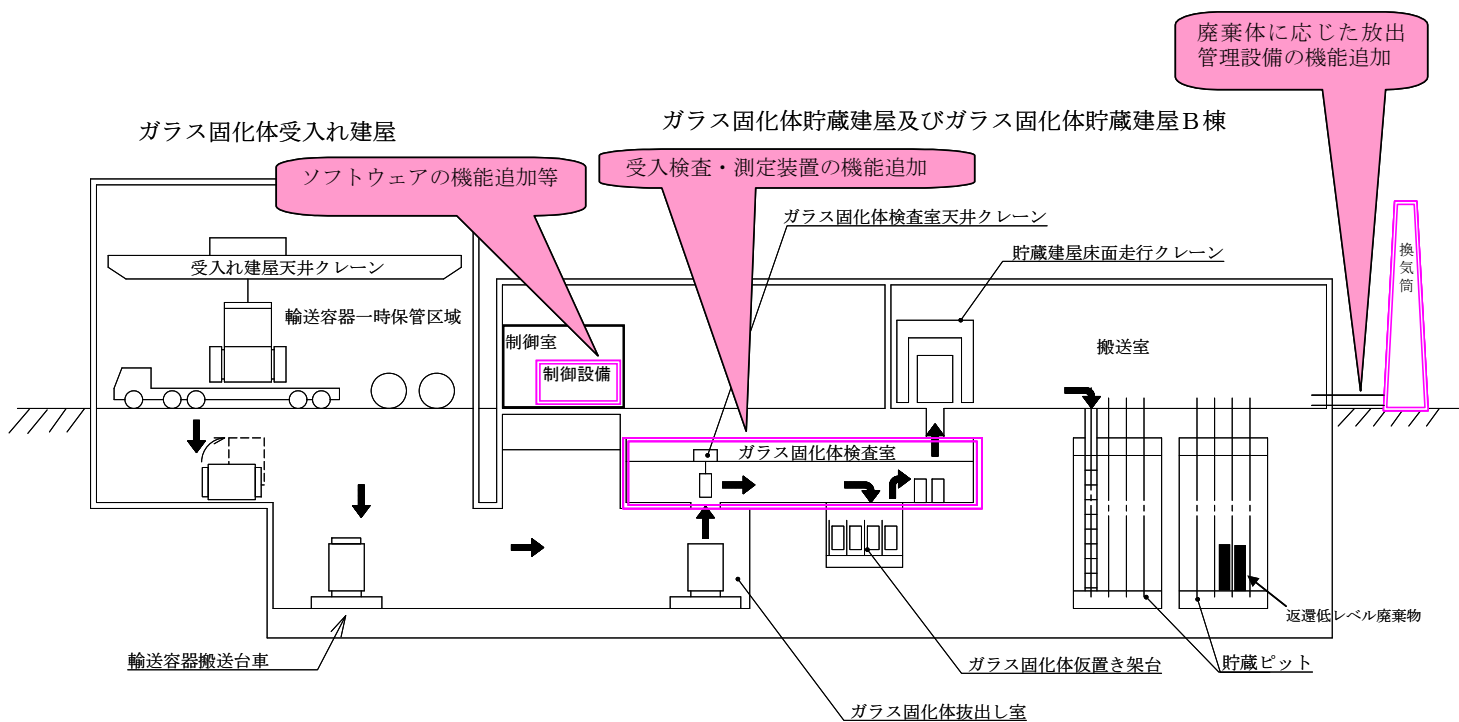 廃棄体に応じた放出
管理設備の機能追加
ガラス固化体受入れ建屋
ガラス固化体貯蔵建屋及びガラス固化体貯蔵建屋Ｂ棟
ソフトウェアの機能追加等
受入検査・測定装置の機能追加
ガラス固化体検査室天井クレーン
貯蔵建屋床面走行クレーン
受入れ建屋天井クレーン
換気筒
輸送容器一時保管区域
制御室
搬送室
制御設備
ガラス固化体検査室
返還低レベル廃棄物
輸送容器搬送台車
ガラス固化体仮置き架台
貯蔵ピット
ガラス固化体抜出し室